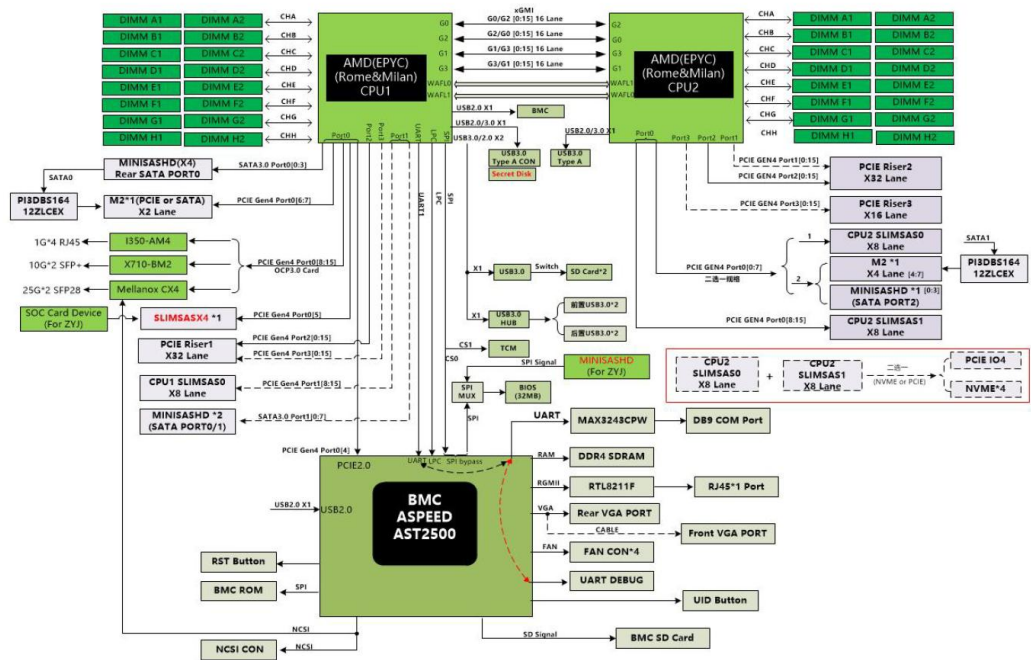 xGMI
DIMM A1
DIMM A2
CHA
DIMM B1
DIMM B2
CHB
DIMM C1
DIMM C2
CHC
DIMM D1
DIMM D2
CHD
DIMM E1
DIMM E2
CHE
DIMM F1
DIMM F2
CHF
DIMM G1
DIMM G2
CHG
DIMM H1
DIMM H2
CHH
AMD(EPYC)
(Rome&Milan)
CPU1
G0
G2
G1
G3
WAFL0
WAFL1
Port0
Port2
Port3
Port1
UART
LPC
SPI
G0/G2 [0:15] 16 Lane
G2/G0 [0:15] 16 Lane
G1/G3 [0:15] 16 Lane
G3/G1 [0:15] 16 Lane
G2
G0
G3
G1
WAFL1
WAFL0
AMD(EPYC)
(Rome&Milan)
CPU2
Port0
Port3
Port2
Port1
CHA
DIMM A1
DIMM A2
CHB
DIMM B1
DIMM B2
CHC
DIMM C1
DIMM C2
CHD
DIMM D1
DIMM D2
CHE
DIMM E1
DIMM E2
CHF
DIMM F1
DIMM F2
CHG
DIMM G1
DIMM G2
CHH
DIMM H1
DIMM H2
USB2.0 X1
BMC
USB2.0/3.0 X1
USB3.0/2.0 X2
USB3.0
Type A CON
Secret Disk
USB2.0/3.0 X1
USB3.0
Type A
MINISASHD(X4)
Rear SATA PORT0
SATA3.0 Port0[0:3]
SATA0
PI3DBS164
12ZLCEX
M2*1(PCIE or SATA)
X2 Lane
PCIE Gen4 Port0[6:7]
1G*4 RJ45
I350-AM4
10G*2 SFP+
X710-BM2
25G*2 SFP28
Mellanox CX4
PCIE Gen4 Port0[8:15]
OCP3.0 Card
SOC Card Device
(For ZYJ)
SLIMSASX4 *1
PCIE Gen4 Port0[5]
PCIE Riser1
X32 Lane
PCIE Gen4 Port2[0:15]
PCIE Gen4 Port3[0:15]
CPU1 SLIMSAS0
X8 Lane
PCIE Gen4 Port1[8:15]
MINISASHD *2
(SATA PORT0/1)
SATA3.0 Port1[0:7]
PCIE Gen4 Port0[4]
UART1
LPC
SPI
X1
USB3.0
Switch
SD Card*2
X1
USB3.0
HUB
前置USB3.0*2
后置USB3.0*2
CS1
TCM
CS0
SPI Signal
MINISASHD
(For ZYJ)
SPI
MUX
BIOS
(32MB)
SPI
PCIE GEN4 Port1[0:15]
PCIE GEN4 Port2[0:15]
PCIE Riser2
X32 Lane
PCIE GEN4 Port3[0:15]
PCIE Riser3
X16 Lane
PCIE GEN4 Port0[0:7]
二选一规格
1
2
CPU2 SLIMSAS0
X8 Lane
M2 *1
X4 Lane [4:7]
MINISASHD *1 [0:3]
(SATA PORT2)
SATA1
PI3DBS164
12ZLCEX
PCIE GEN4 Port0[8:15]
CPU2 SLIMSAS1
X8 Lane
CPU2
SLIMSAS0
X8 Lane
+
CPU2
SLIMSAS1
X8 Lane
二选一
(NVME or PCIE)
PCIE IO4
NVME*4
PCIE2.0
UART
LPC
SPI bypass
BMC
ASPEED
AST2500
USB2.0 X1
USB2.0
RST Button
BMC ROM
SPI
NCSI
NCSI CON
NCSI
UART
MAX3243CPW
DB9 COM Port
RAM
DDR4 SDRAM
RGMII
RTL8211F
RJ45*1 Port
VGA
Rear VGA PORT
CABLE
Front VGA PORT
FAN
FAN CON*4
UART DEBUG
UID Button
SD Signal
BMC SD Card